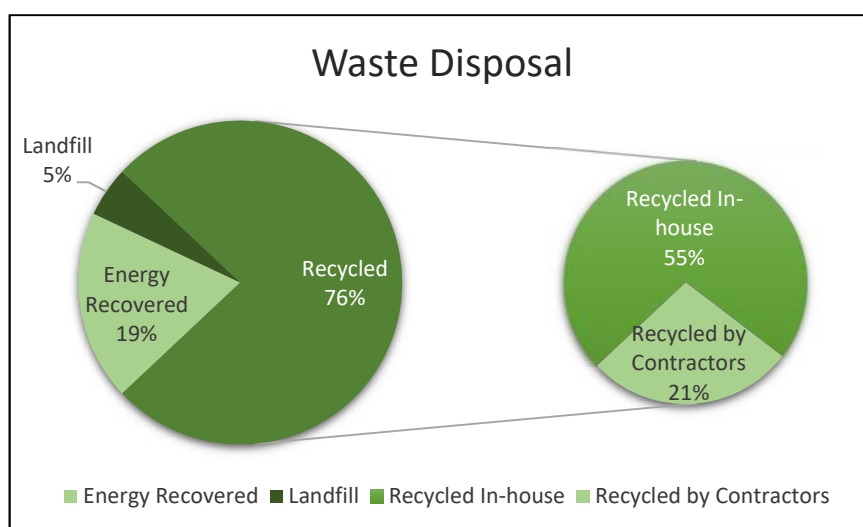 Waste Disposal
Landfill
5%
Energy
Recovered
19%
Recycled
76%
Recycled In-
house
55%
Recycled by
Contractors
21%
Energy Recovered Landfill Recycled In-house Recycled by Contractors